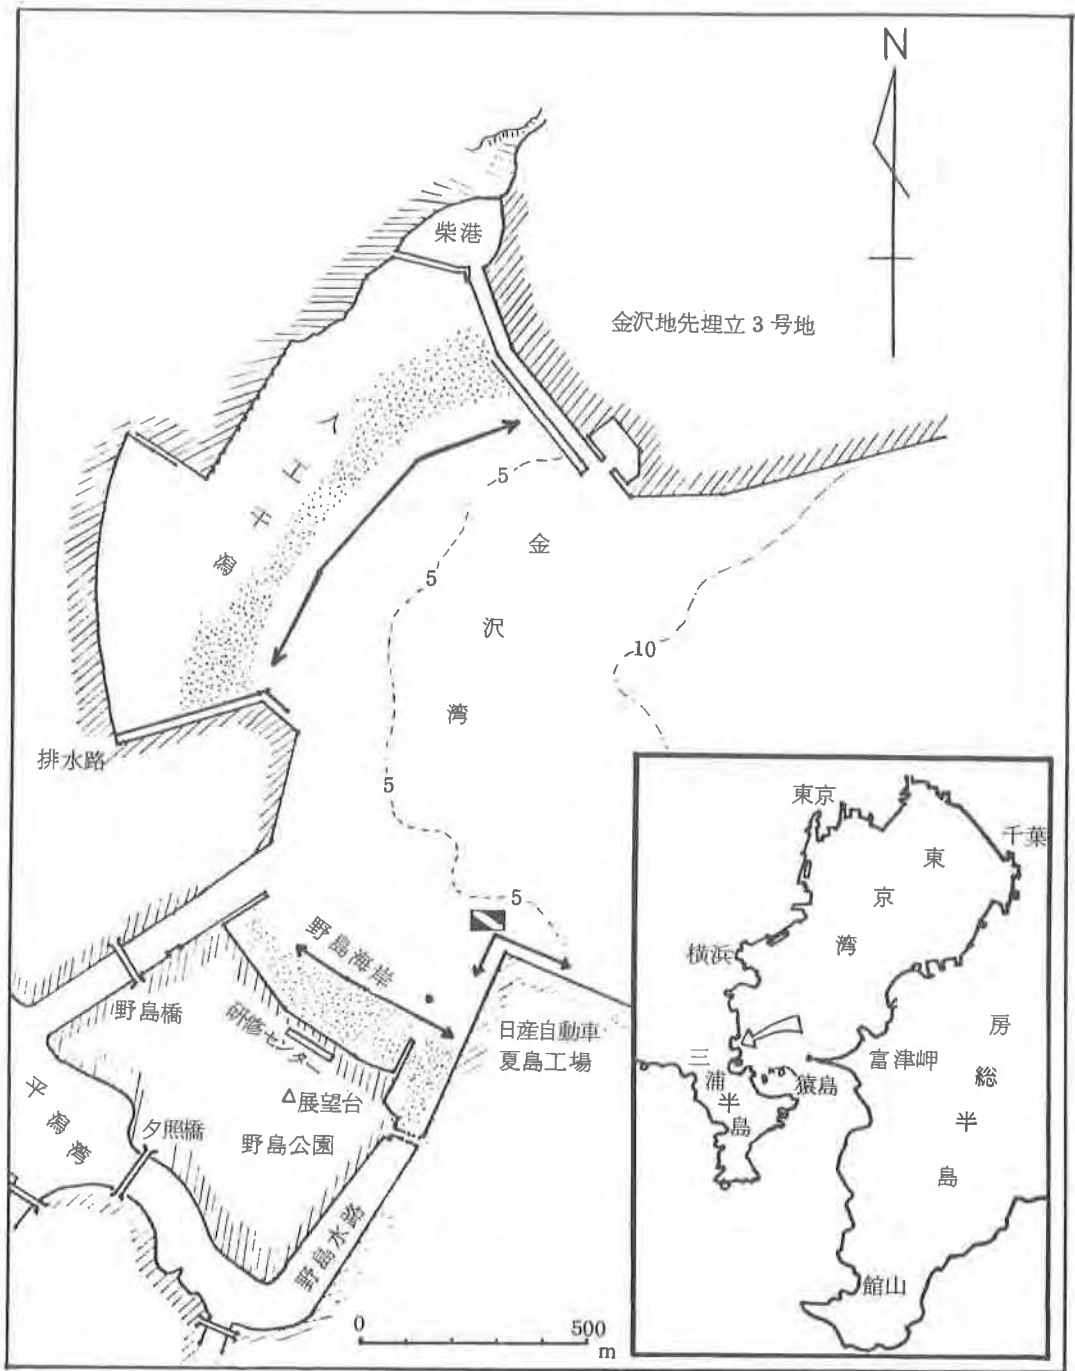 N
柴港
金沢地先埋立3号地
人工干潟
5
金沢湾
5
10
排水路
5
5
野島海岸
野島橋
研修センター
日産自動車
夏島工場
△展望台
野島公園
平潟湾
夕照橋
野島水路
0
500
m
東京
千葉
東京湾
横浜
房総半島
富津岬
三浦半島
猿島
館山